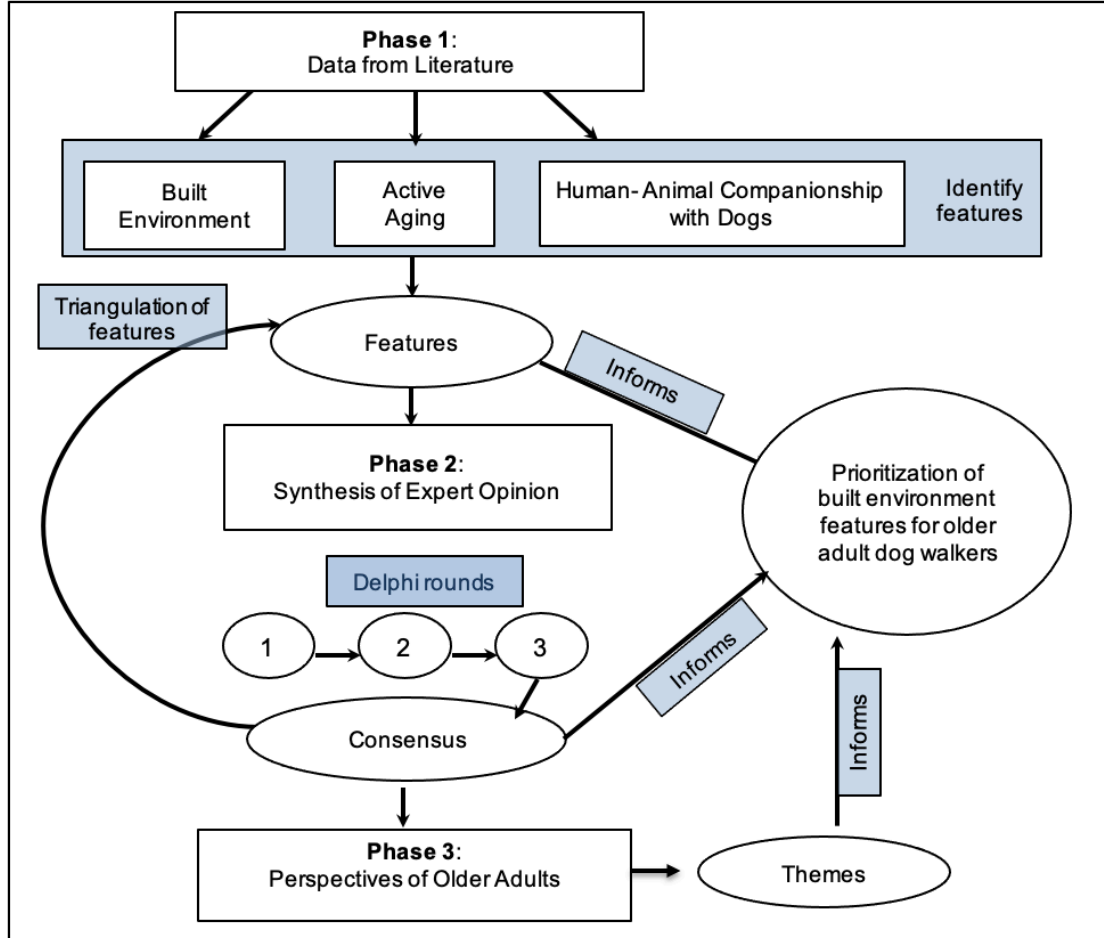 Phase 1:
Data from Literature
Built
Environment
Active
Aging
Human- Animal Companionship
with Dogs
Identify
features
Triangulation of
features
Features
Informs
Phase 2:
Synthesis of Expert Opinion
Prioritization of
built environment
features for older
adult dog walkers
Delphi rounds
1
2
3
Informs
Consensus
Informs
Phase 3:
Perspectives of Older Adults
Themes